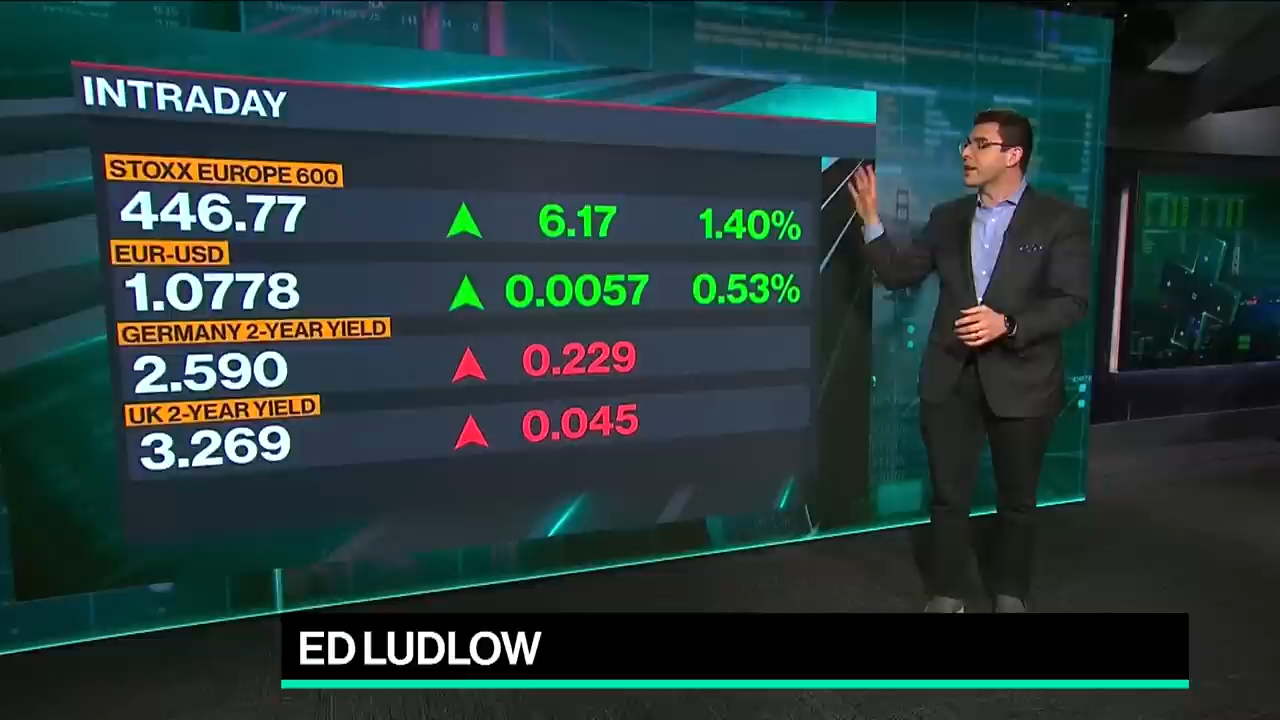 INTRADAY
STOXX EUROPE 600
446.77 6.17 1.40%
EUR-USD
1.0778 0.0057 0.53%
GERMANY 2-YEAR YIELD
2.590 0.229
UK 2-YEAR YIELD
3.269 0.045
ED LUDLOW